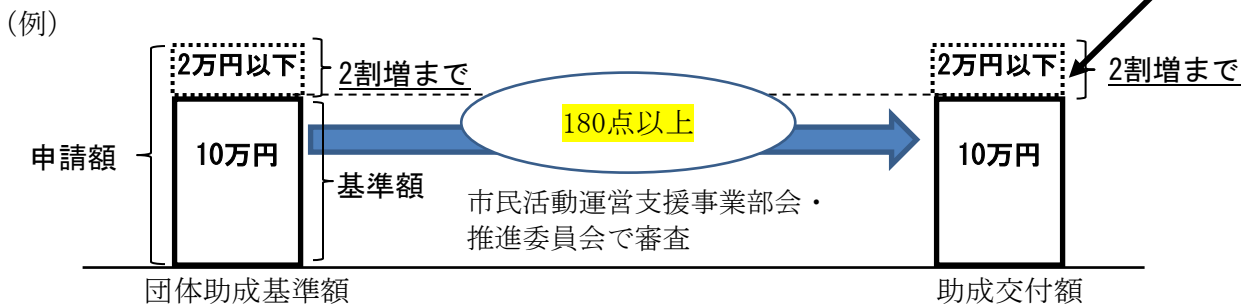 （例）
2万円以下
2割増まで
2万円以下
2割増まで
180点以上
申請額
10万円
基準額
10万円
市民活動運営支援事業部会・
推進委員会で審査
団体助成基準額
助成交付額